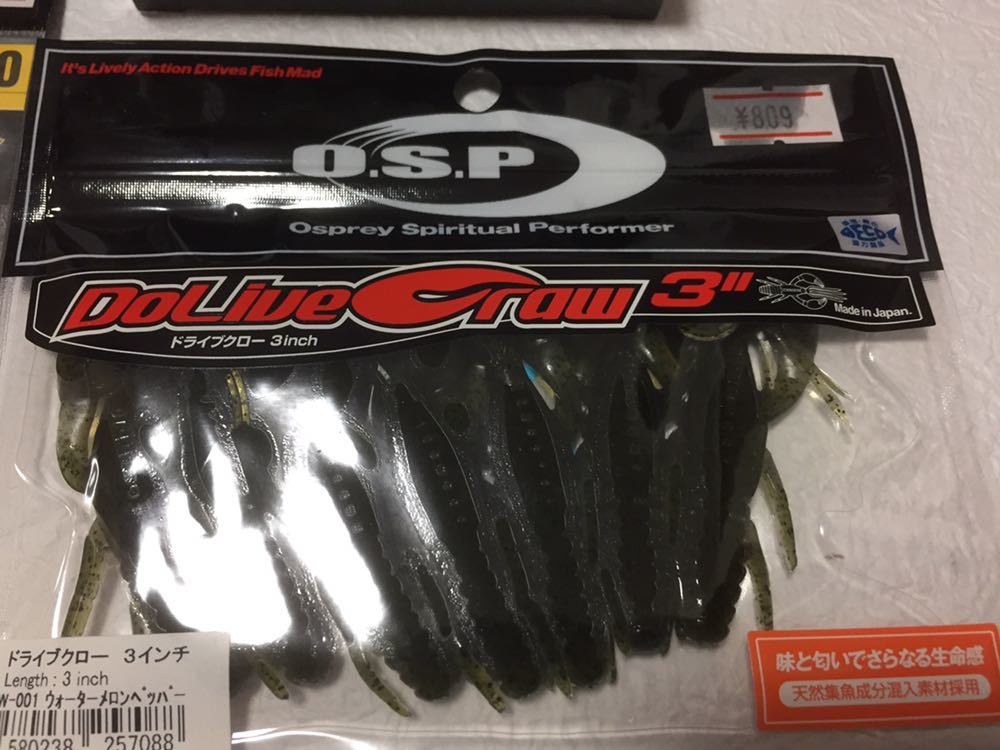 It's Lively Action Drives Fish Mad
¥809
O.S.P
Osprey Spiritual Performer
FECO
DoLiveCraw 3"
ドライブクロー 3inch
Made in Japan.
0
ドライブクロー 3インチ
Length : 3 inch
W-001 ウォーターメロンペッパー
580238 257088
味と匂いでさらなる生命感
天然集魚成分混入素材採用